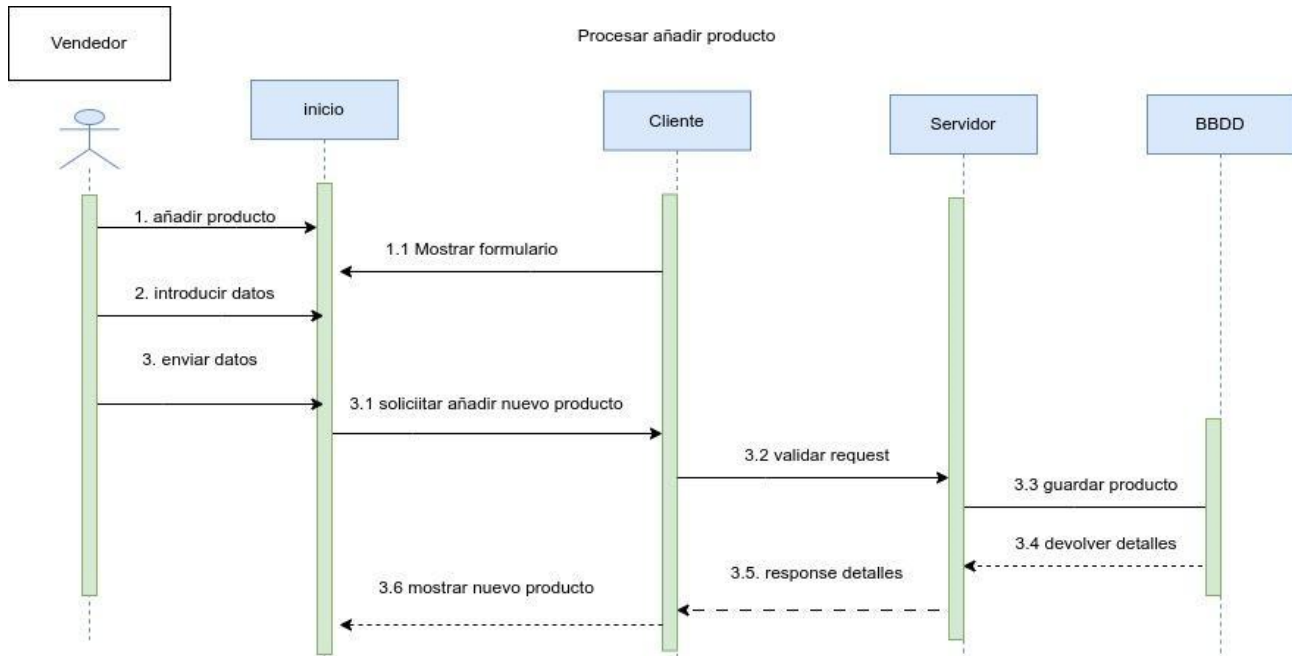 Vendedor
Procesar añadir producto
inicio
Cliente
Servidor
BBDD
1. añadir producto
1.1 Mostrar formulario
2. introducir datos
3. enviar datos
3.1 soliciitar añadir nuevo producto
3.2 validar request
3.3 guardar producto
3.4 devolver detalles
3.5. response detalles
3.6 mostrar nuevo producto